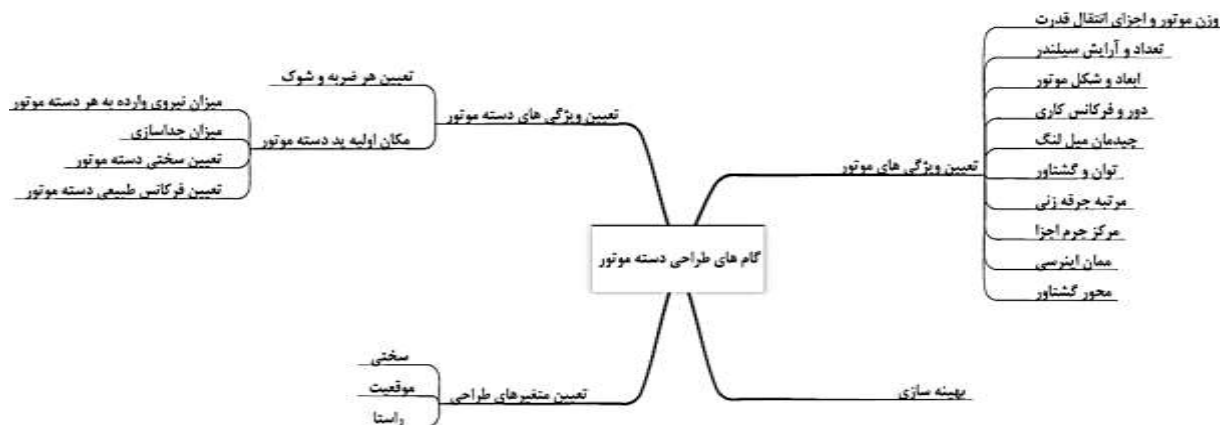 گام های طراحی دسته موتور
تعیین ویژگی های موتور
وزن موتور و اجزای انتقال قدرت
تعداد و آرایش سیلندر
ابعاد و شکل موتور
دور و فرکانس کاری
چیدمان میل لنگ
توان و گشتاور
مرتبه جرقه زنی
مرکز جرم اجزا
ممان اینرسی
محور گشتاور
تعیین ویژگی های دسته موتور
تعیین هر ضربه و شوک
مکان اولیه پد دسته موتور
میزان نیروی وارده به هر دسته موتور
میزان جداسازی
تعیین سختی دسته موتور
تعیین فرکانس طبیعی دسته موتور
تعیین متغیرهای طراحی
سختی
موقعیت
راستا
بهینه سازی